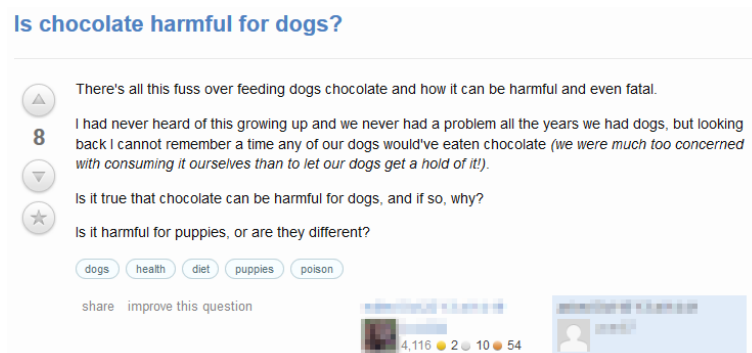 Is chocolate harmful for dogs?
There's all this fuss over feeding dogs chocolate and how it can be harmful and even fatal.
8
I had never heard of this growing up and we never had a problem all the years we had dogs, but looking
back I cannot remember a time any of our dogs would've eaten chocolate (we were much too concerned
with consuming it ourselves than to let our dogs get a hold of it!).
Is it true that chocolate can be harmful for dogs, and if so, why?
Is it harmful for puppies, or are they different?
dogs health diet puppies poison
share improve this question
4,116 2 10 54